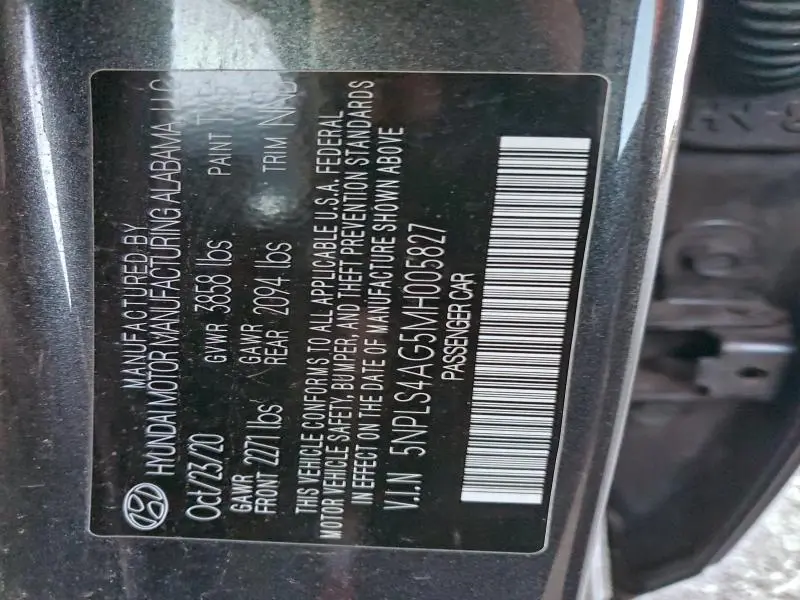 MANUFACTURED BY
HYUNDAI MOTOR MANUFACTURING ALABAMA, LLC
Oct/23/20 GVWR 3858 lbs PAINT
GAWR FRONT 2271 lbs GAWR REAR 2094 lbs TRIM
THIS VEHICLE CONFORMS TO ALL APPLICABLE U.S.A. FEDERAL
MOTOR VEHICLE SAFETY, BUMPER, AND THEFT PREVENTION STANDARDS
IN EFFECT ON THE DATE OF MANUFACTURE SHOWN ABOVE
V.I.N 5NPLS4AG5MH005827
PASSENGER CAR